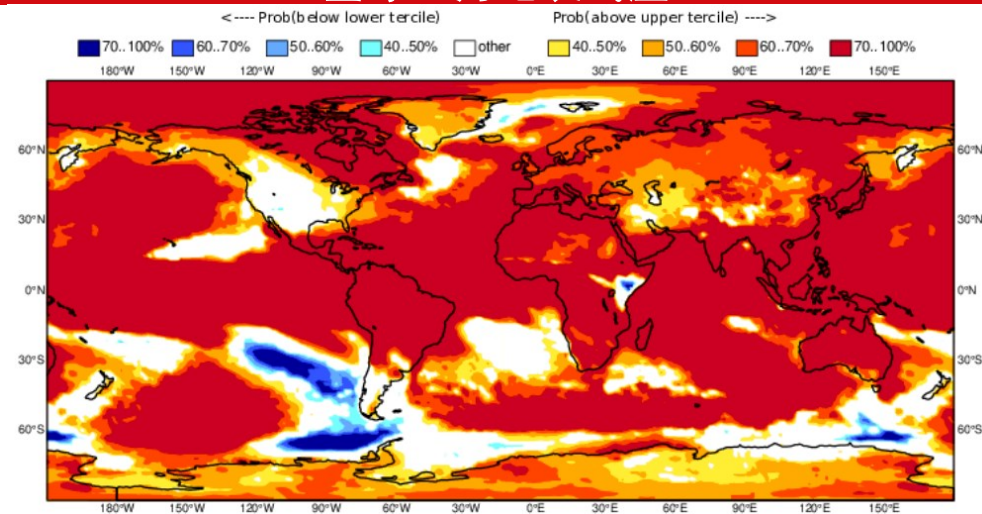 <---- Prob(below lower tercile) Prob(above upper tercile) ---->
70..100% 60..70% 50..60% 40..50% other 40..50% 50..60% 60..70% 70..100%
180°W 150°W 120°W 90°W 60°W 30°W 0°E 30°E 60°E 90°E 120°E 150°E
60°N 60°N
30°N 30°N
0°N 0°N
30°S 30°S
60°S 60°S
180°W 150°W 120°W 90°W 60°W 30°W 0°E 30°E 60°E 90°E 120°E 150°E